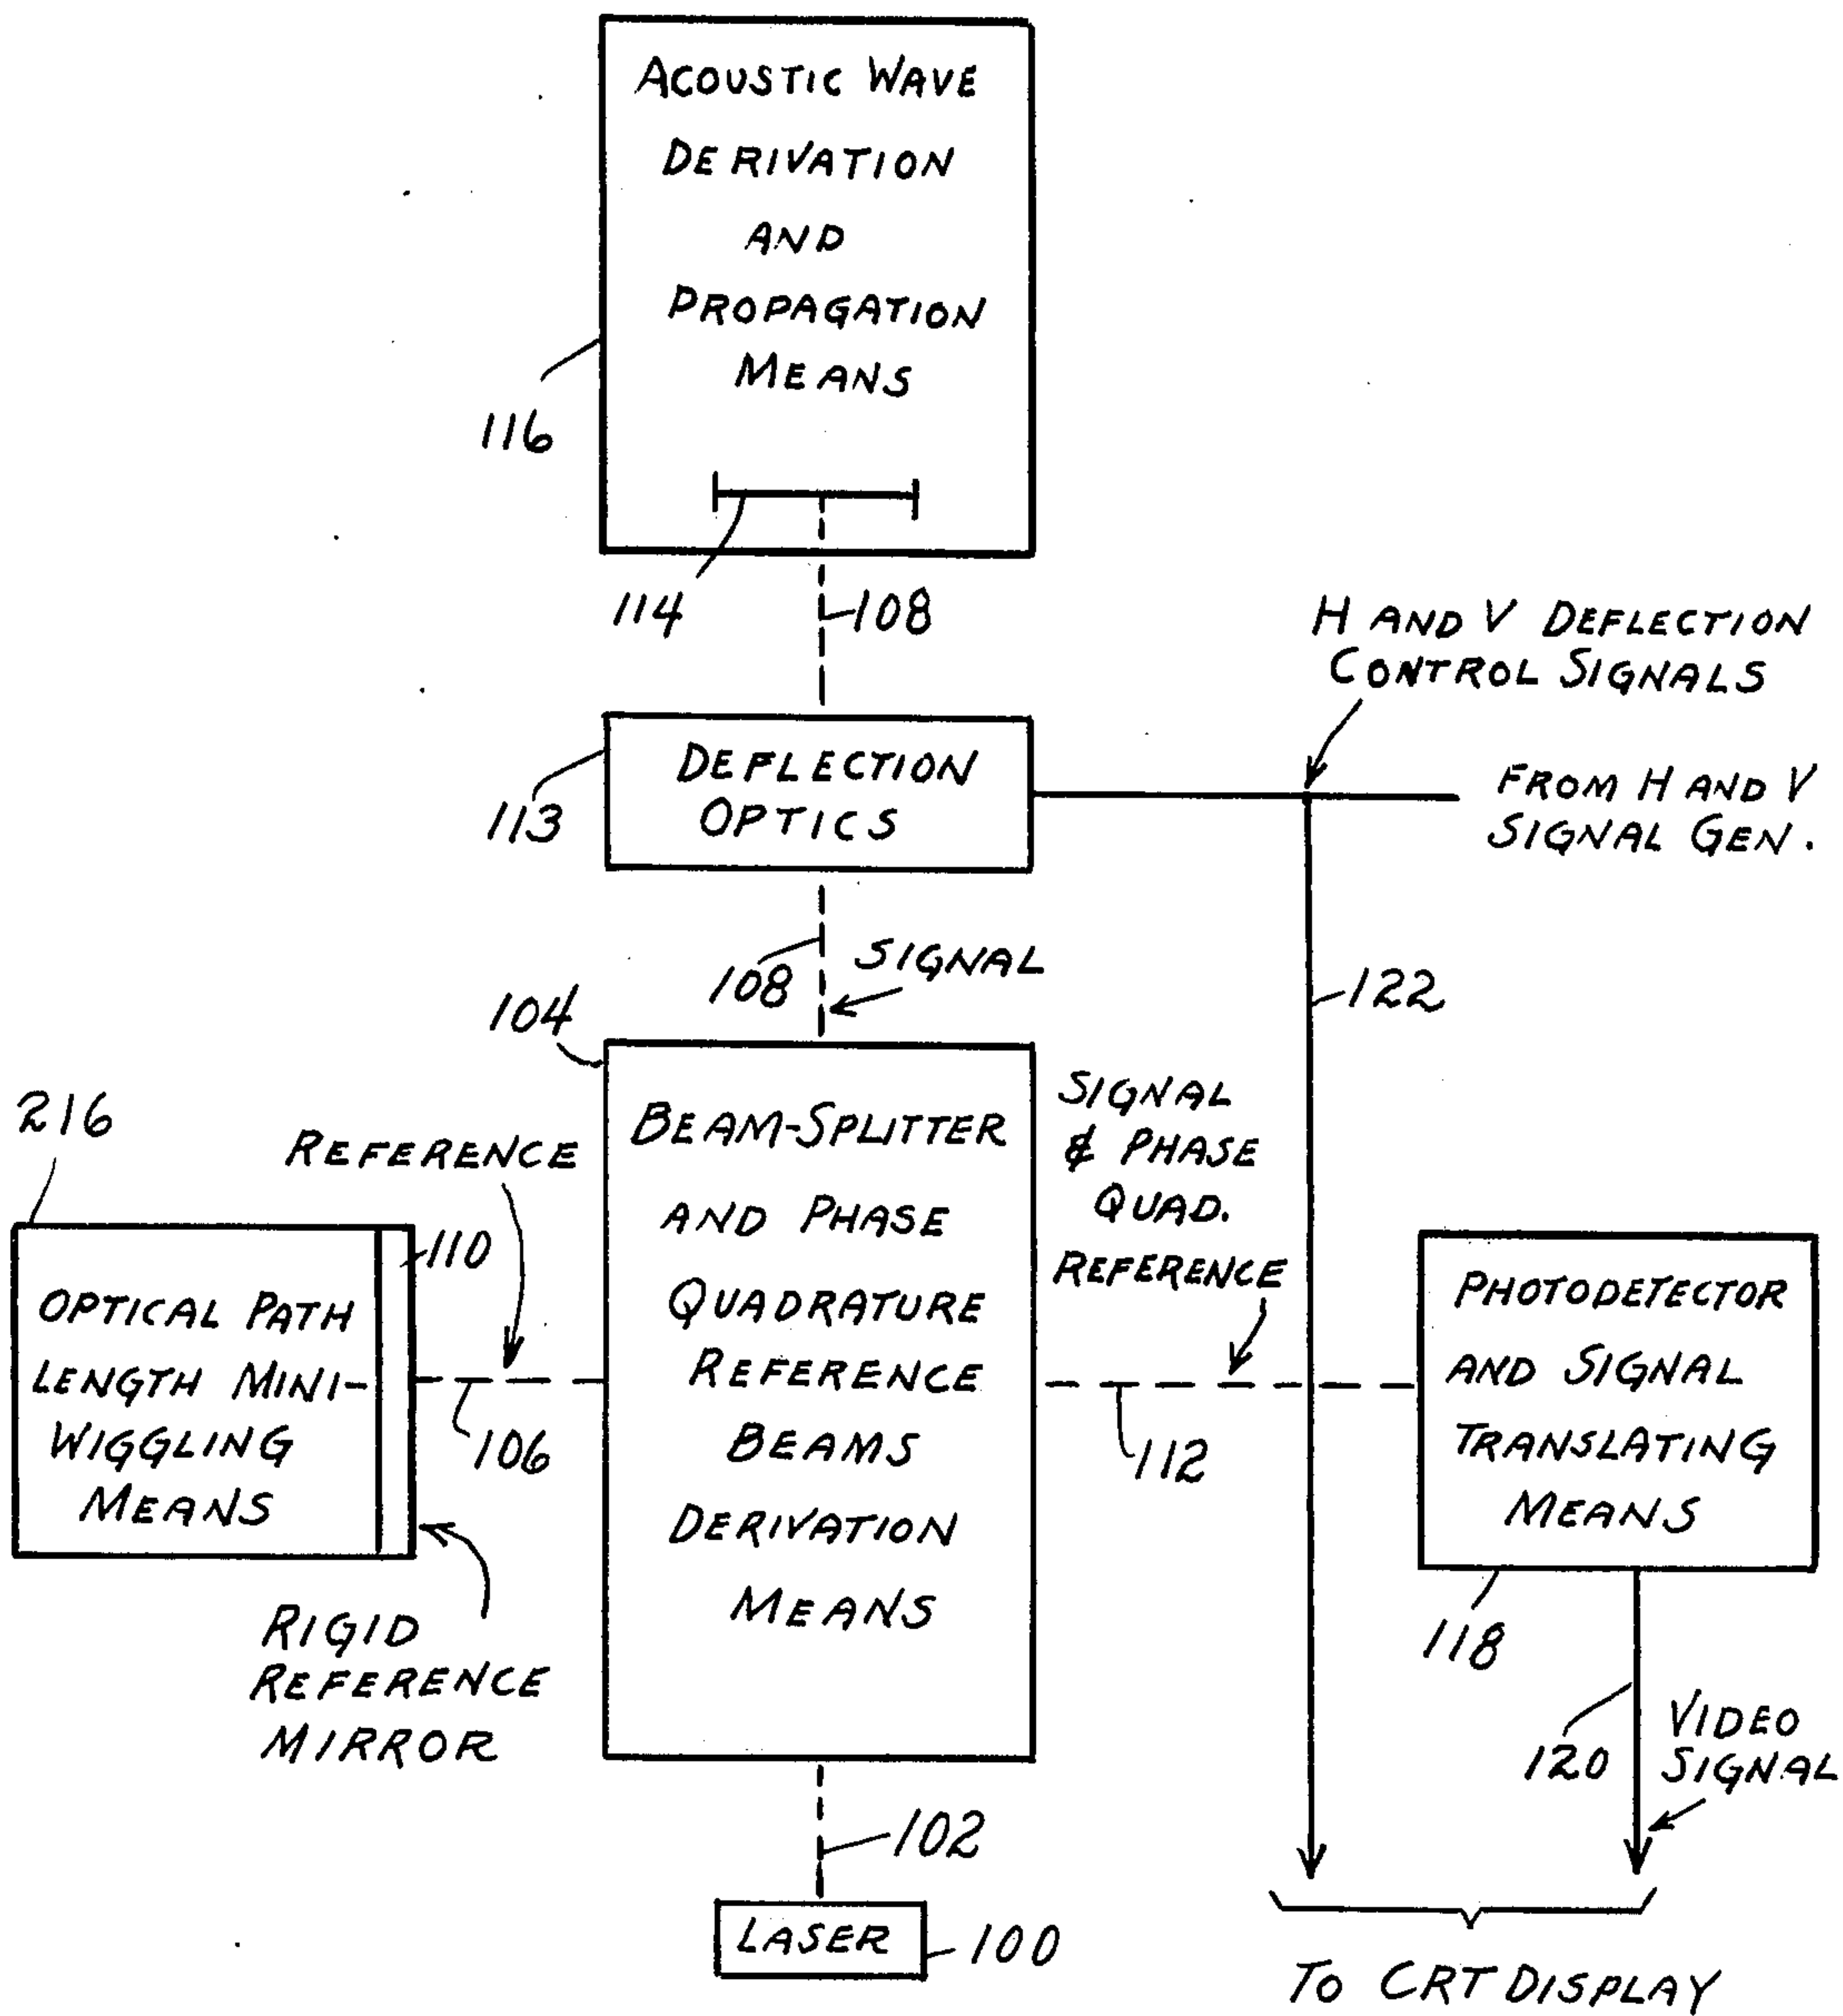 ACOUSTIC WAVE
DERIVATION
AND
PROPAGATION
MEANS
116
114
108
H AND V DEFLECTION
CONTROL SIGNALS
DEFLECTION
OPTICS
113
FROM H AND V
SIGNAL GEN.
108
SIGNAL
122
104
BEAM-SPLITTER
AND PHASE
QUADRATURE
REFERENCE
BEAMS
DERIVATION
MEANS
SIGNAL
& PHASE
QUAD.
REFERENCE
216
REFERENCE
110
OPTICAL PATH
LENGTH MINI-
WIGGLING
MEANS
106
112
PHOTODETECTOR
AND SIGNAL
TRANSLATING
MEANS
118
RIGID
REFERENCE
MIRROR
120
VIDEO
SIGNAL
102
LASER
100
TO CRT DISPLAY